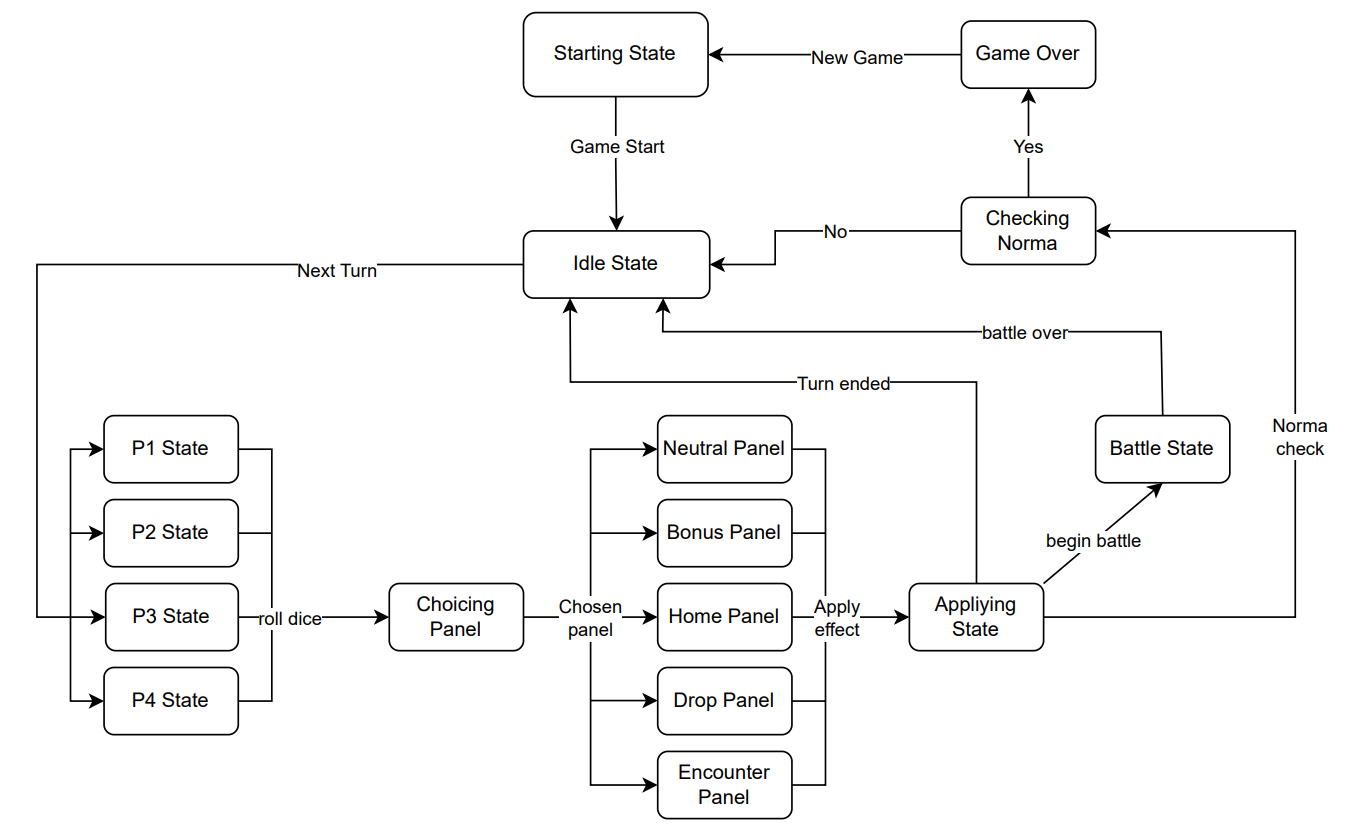 Starting State
New Game
Game Over
Game Start
Yes
Checking
Norma
No
Idle State
Next Turn
battle over
Turn ended
Norma
check
P1 State
Neutral Panel
Battle State
P2 State
Bonus Panel
begin battle
P3 State
roll dice
Choicing
Panel
Chosen
panel
Home Panel
Apply
effect
Appliying
State
P4 State
Drop Panel
Encounter
Panel